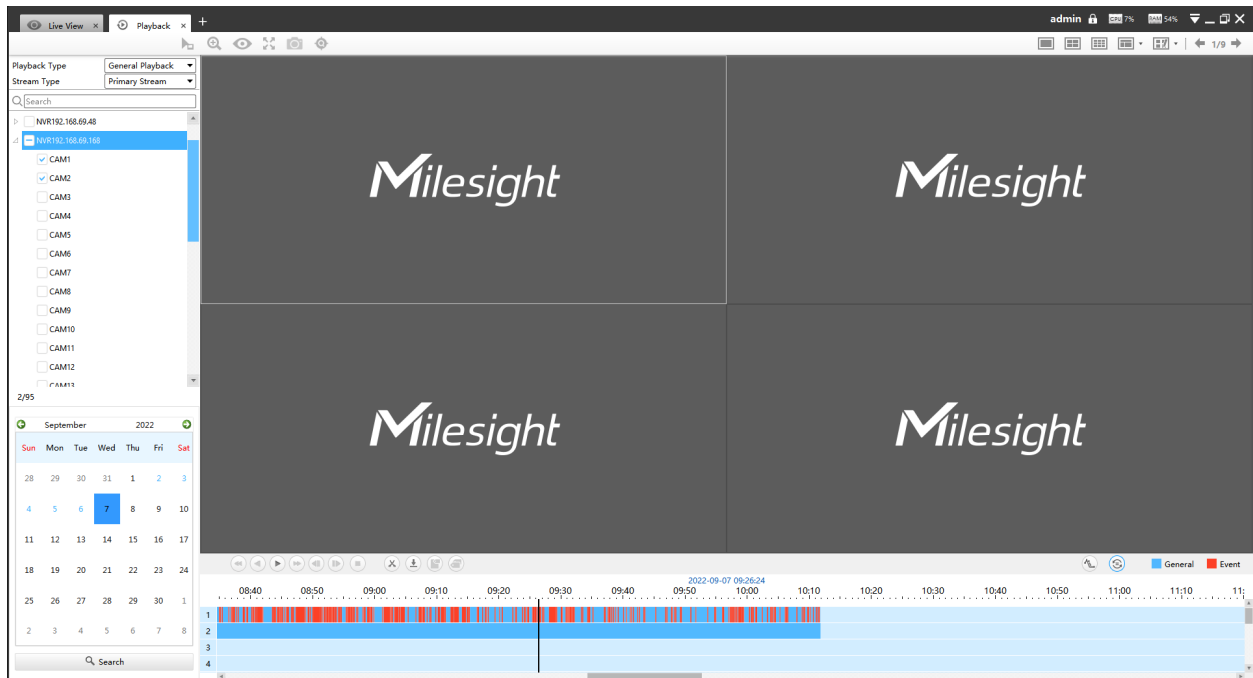 Live View × Playback × + admin CPU 7% RAM 54%
1/9
Playback Type General Playback
Stream Type Primary Stream
Search
NVR192.168.69.48
NVR192.168.69.168
CAM1
CAM2
CAM3
CAM4
CAM5
CAM6
CAM7
CAM8
CAM9
CAM10
CAM11
CAM12
CAM13
2/95
Milesight Milesight
Milesight Milesight
September 2022
Sun Mon Tue Wed Thu Fri Sat
28 29 30 31 1 2 3
4 5 6 7 8 9 10
11 12 13 14 15 16 17
18 19 20 21 22 23 24
25 26 27 28 29 30 1
2 3 4 5 6 7 8
Search
General Event
2022-09-07 09:26:24
08:40 08:50 09:00 09:10 09:20 09:30 09:40 09:50 10:00 10:10 10:20 10:30 10:40 10:50 11:00 11:10 11:
1
2
3
4